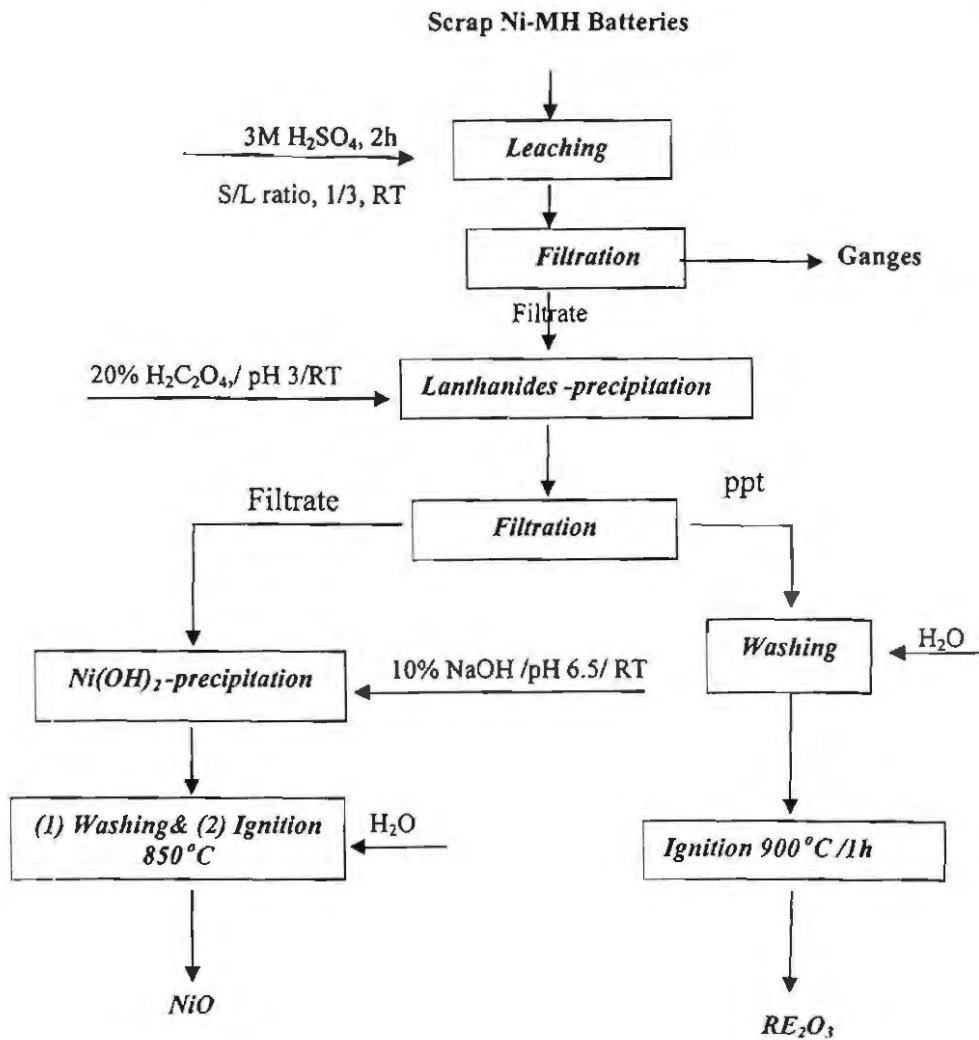 Scrap Ni-MH Batteries
3M H₂SO₄, 2h
S/L ratio, 1/3, RT
Leaching
Filtration
Ganges
Filtrate
20% H₂C₂O₄,/ pH 3/RT
Lanthanides -precipitation
Filtrate
ppt
Filtration
Ni(OH)₂-precipitation
10% NaOH /pH 6.5/ RT
Washing
H₂O
(1) Washing& (2) Ignition
850°C
H₂O
Ignition 900°C /1h
NiO
RE₂O₃